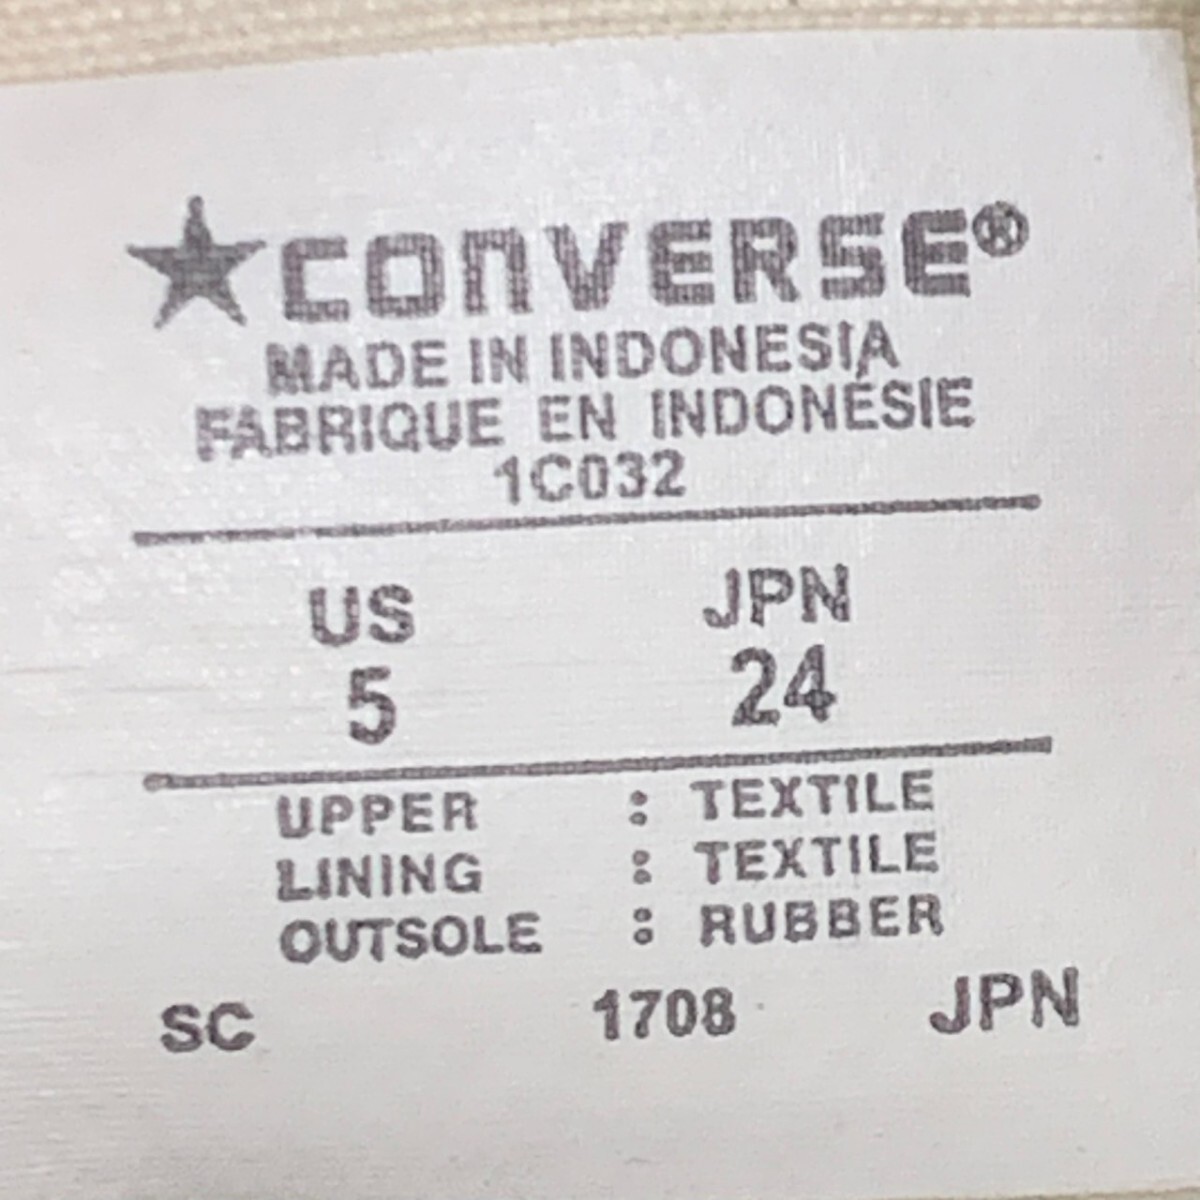 ★CONVERSE®
MADE IN INDONESIA
FABRIQUE EN INDONÉSIE
1C032
US JPN
5 24
UPPER : TEXTILE
LINING : TEXTILE
OUTSOLE : RUBBER
SC 1708 JPN